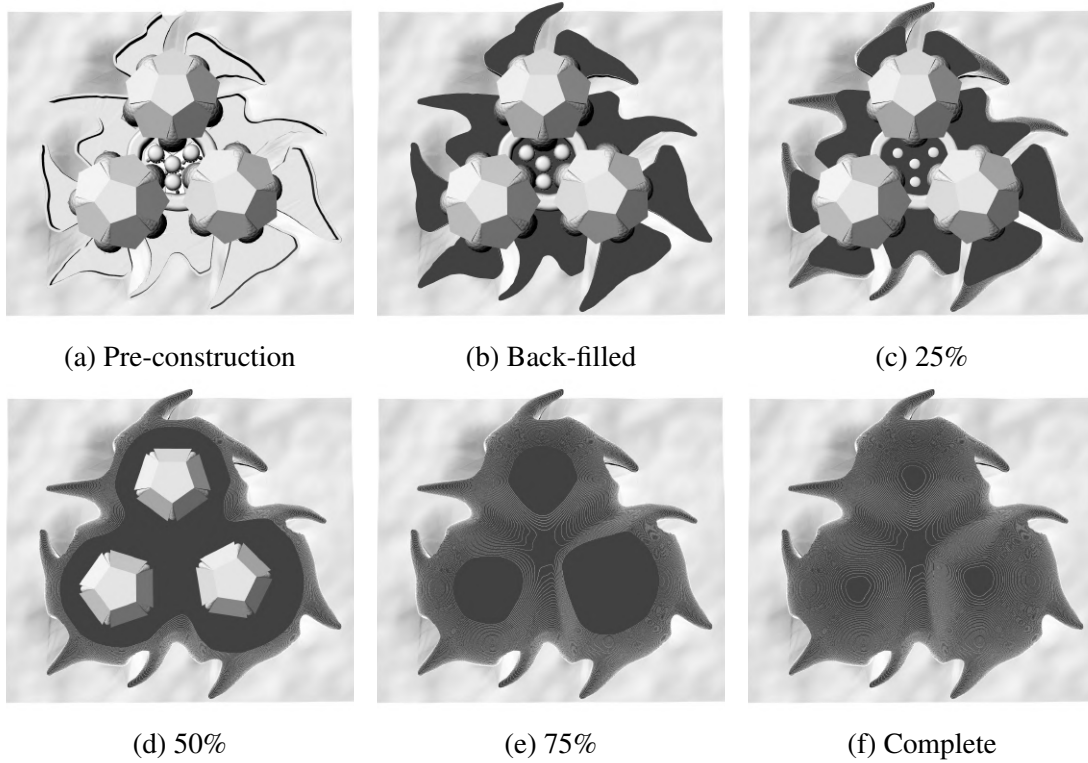 (a) Pre-construction
(b) Back-filled
(c) 25%
(d) 50%
(e) 75%
(f) Complete